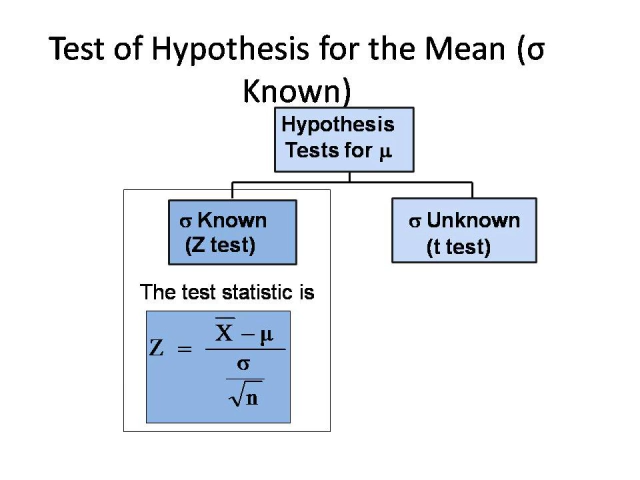 Test of Hypothesis for the Mean (σ
Known)
Hypothesis
Tests for μ
σ Known
(Z test)
σ Unknown
(t test)
The test statistic is
Z = (X̅ − μ) / (σ / √n)